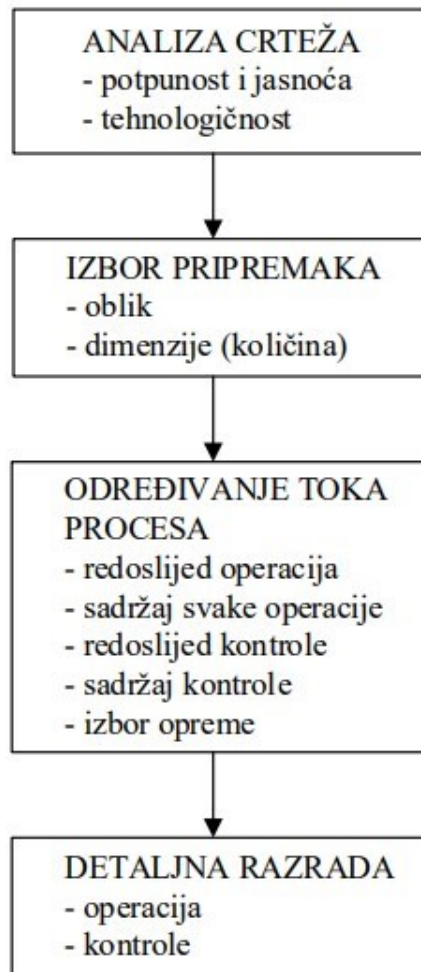 ANALIZA CRTEŽA
- potpunost i jasnoća
- tehnologičnost
IZBOR PRIPREMAKA
- oblik
- dimenzije (količina)
ODREĐIVANJE TOKA
PROCESA
- redoslijed operacija
- sadržaj svake operacije
- redoslijed kontrole
- sadržaj kontrole
- izbor opreme
DETALJNA RAZRADA
- operacija
- kontrole